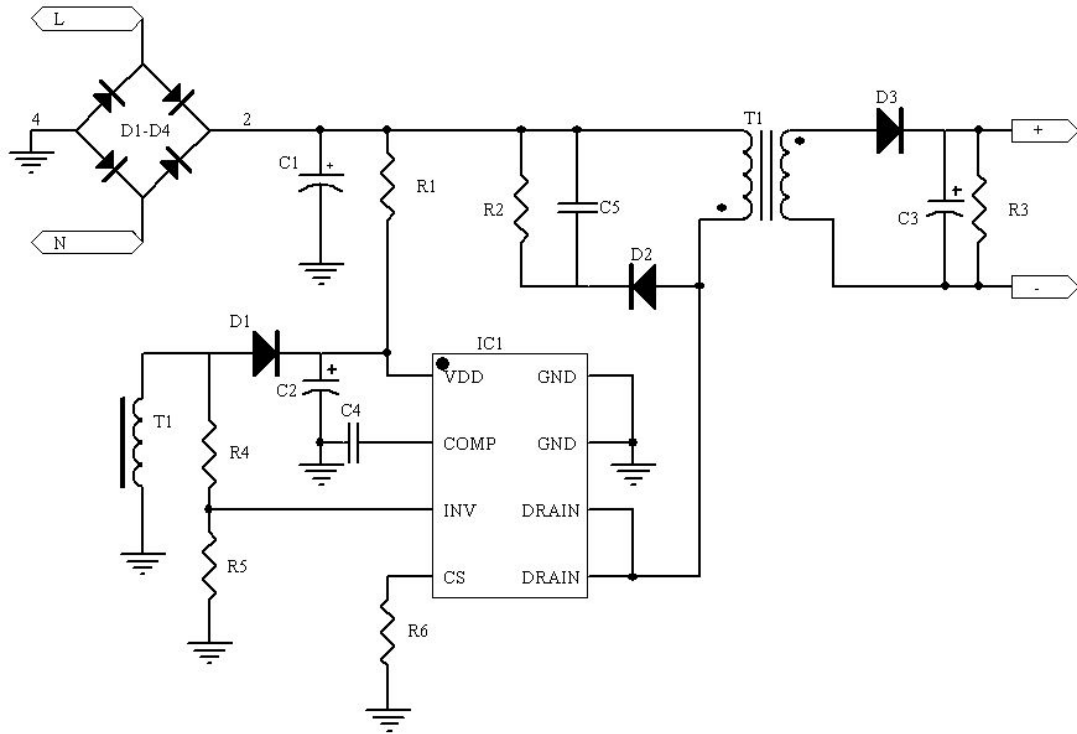 L
4
D1-D4
2
N
C1
+
R1
R2
C5
T1
D3
+
C3
+
R3
-
D2
D1
C2
+
C4
IC1
VDD
GND
COMP
GND
INV
DRAIN
CS
DRAIN
T1
R4
R5
R6